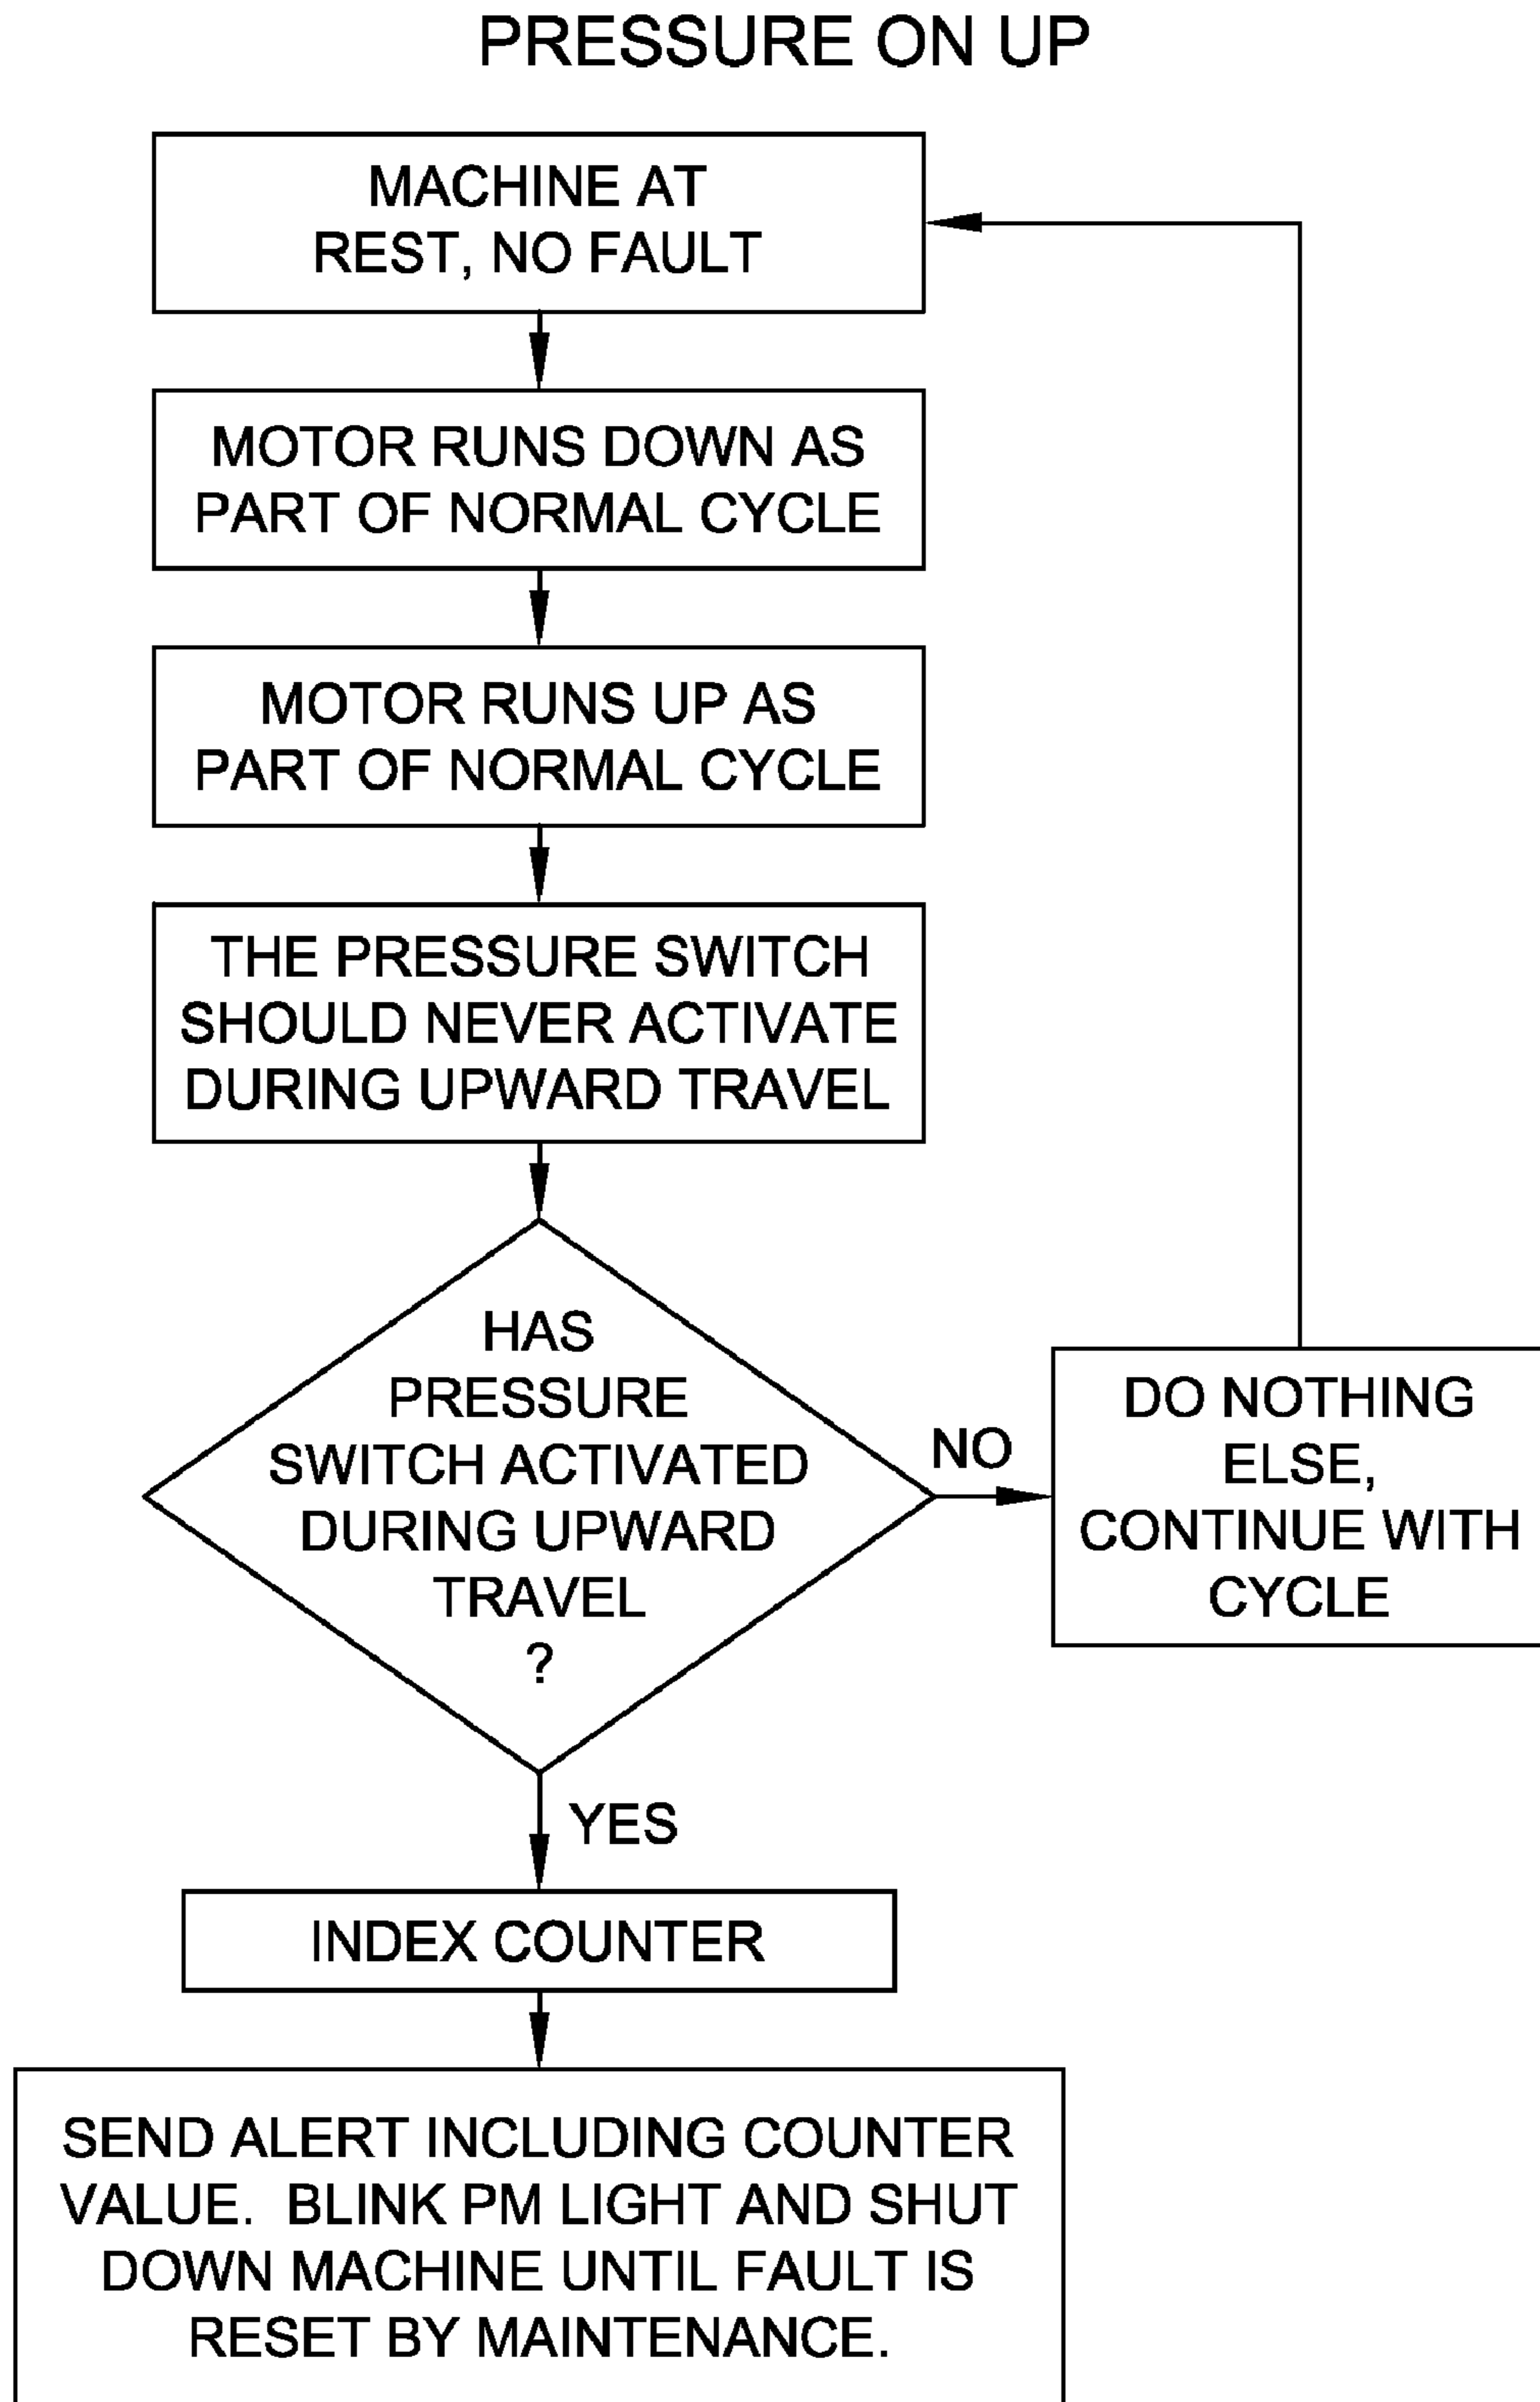 PRESSURE ON UP
MACHINE AT
REST, NO FAULT
MOTOR RUNS DOWN AS
PART OF NORMAL CYCLE
MOTOR RUNS UP AS
PART OF NORMAL CYCLE
THE PRESSURE SWITCH
SHOULD NEVER ACTIVATE
DURING UPWARD TRAVEL
HAS
PRESSURE
SWITCH ACTIVATED
DURING UPWARD
TRAVEL
?
NO
DO NOTHING
ELSE,
CONTINUE WITH
CYCLE
YES
INDEX COUNTER
SEND ALERT INCLUDING COUNTER
VALUE.  BLINK PM LIGHT AND SHUT
DOWN MACHINE UNTIL FAULT IS
RESET BY MAINTENANCE.